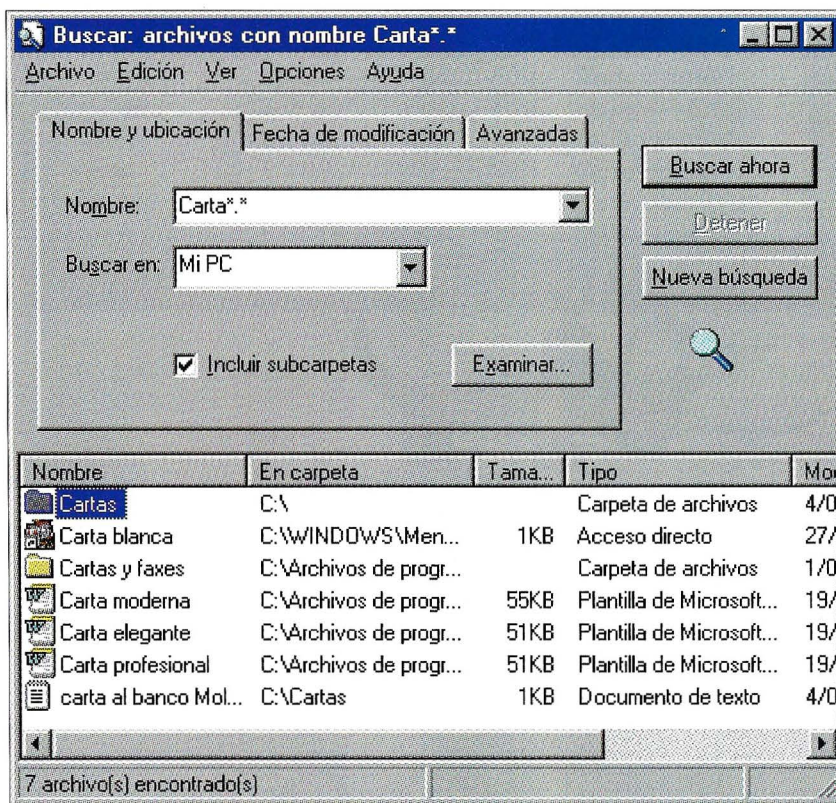 Buscar: archivos con nombre Carta*.*
Archivo Edición Ver Opciones Ayuda
Nombre y ubicación Fecha de modificación Avanzadas
Nombre: Carta*.*
Buscar en: Mi PC
Incluir subcarpetas Examinar...
Buscar ahora
Detener
Nueva búsqueda
Nombre En carpeta Tama... Tipo Mo
Cartas C:\ Carpeta de archivos 4/0
Carta blanca C:\WINDOWS\Men... 1KB Acceso directo 27/
Cartas y faxes C:\Archivos de progr... Carpeta de archivos 1/0
Carta moderna C:\Archivos de progr... 55KB Plantilla de Microsoft... 19/
Carta elegante C:\Archivos de progr... 51KB Plantilla de Microsoft... 19/
Carta profesional C:\Archivos de progr... 51KB Plantilla de Microsoft... 19/
carta al banco Mol... C:\Cartas 1KB Documento de texto 4/0
7 archivo(s) encontrado(s)